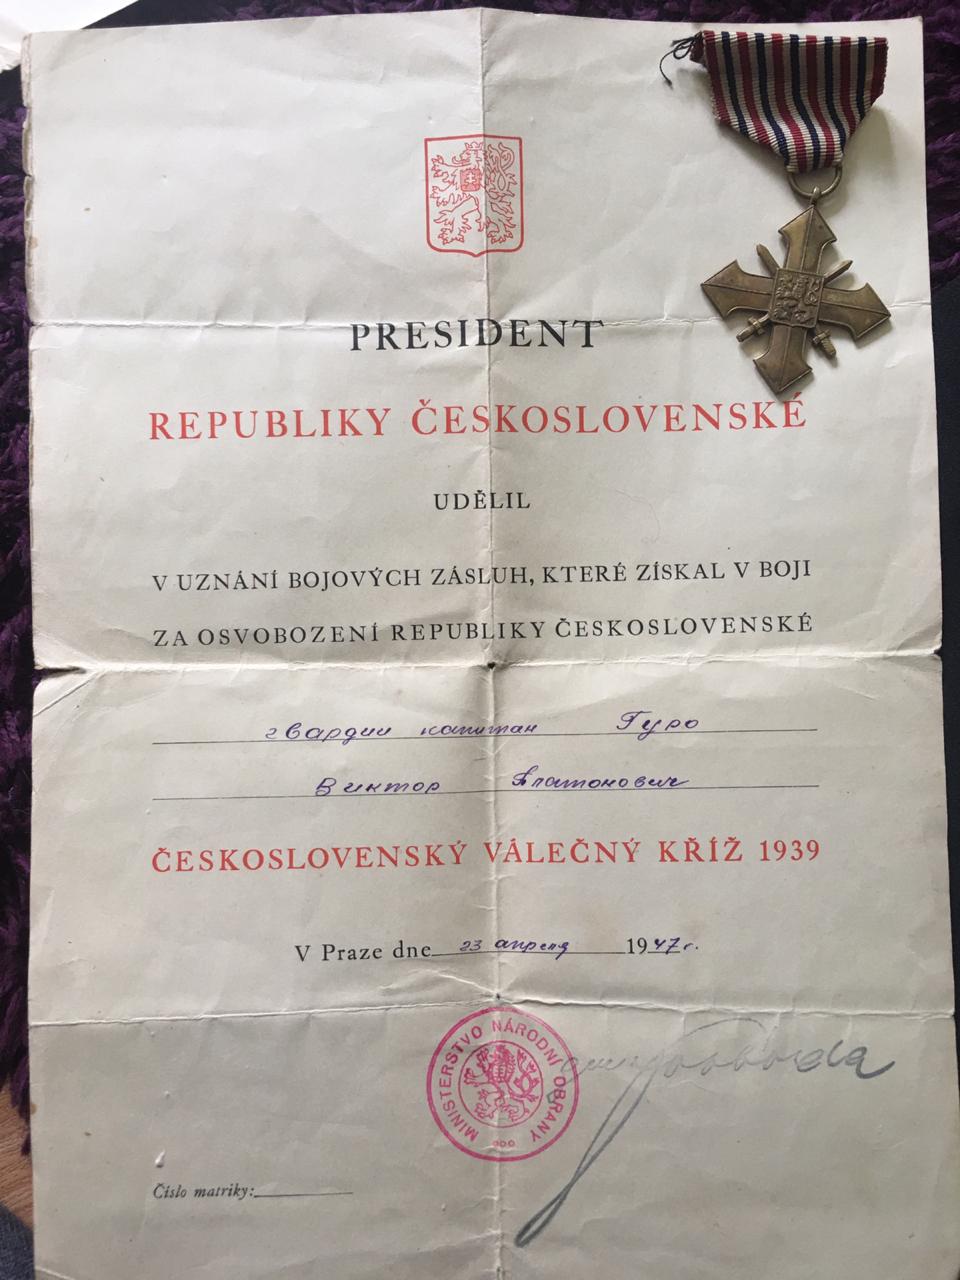 PRESIDENT
REPUBLIKY ČESKOSLOVENSKÉ
UDĚLIL
V UZNÁNÍ BOJOVÝCH ZÁSLUH, KTERÉ ZÍSKAL V BOJI
ZA OSVOBOZENÍ REPUBLIKY ČESKOSLOVENSKÉ
гвардии капитан Гуро
Виктор Платонович
ČESKOSLOVENSKÝ VÁLEČNÝ KŘÍŽ 1939
V Praze dne 23 апреля 1947 г.
MINISTERSTVO NÁRODNÍ OBRANY
Svoboda
Číslo matriky: